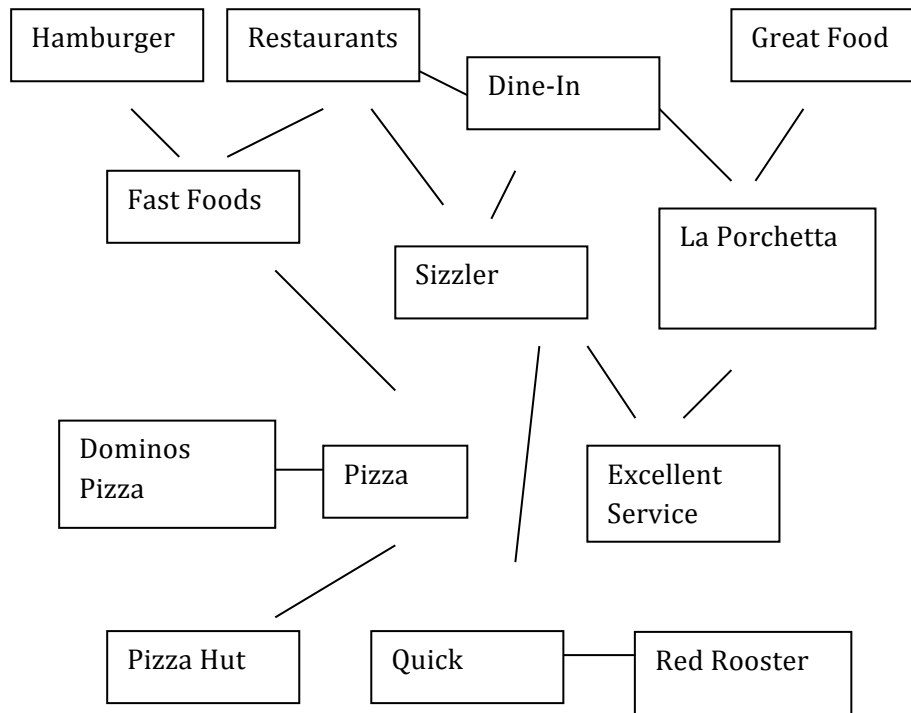 Hamburger
Restaurants
Great Food
Dine-In
Fast Foods
La Porchetta
Sizzler
Dominos
Pizza
Pizza
Excellent
Service
Pizza Hut
Quick
Red Rooster